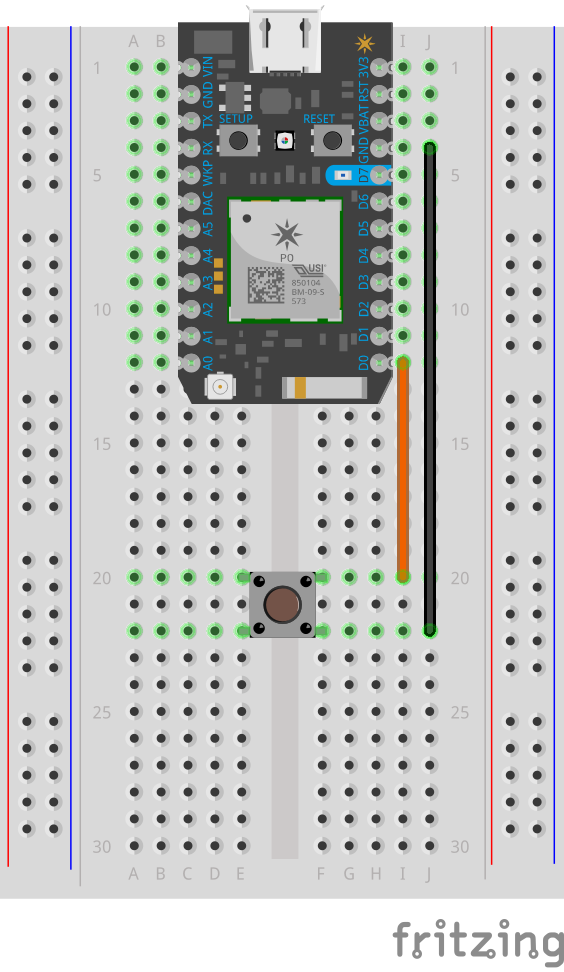 A B I J
1 1
VIN 3V3
GND RST
TX VBAT
SETUP RESET
RX GND
5 5
WKP D7
DAC D6
A5 D5
A4 D4
PO
USI®
850104
BM-09-S
573
A3 D3
10 10
A2 D2
A1 D1
A0 D0
15 15
20 20
25 25
30 30
A B C D E F G H I J
fritzing